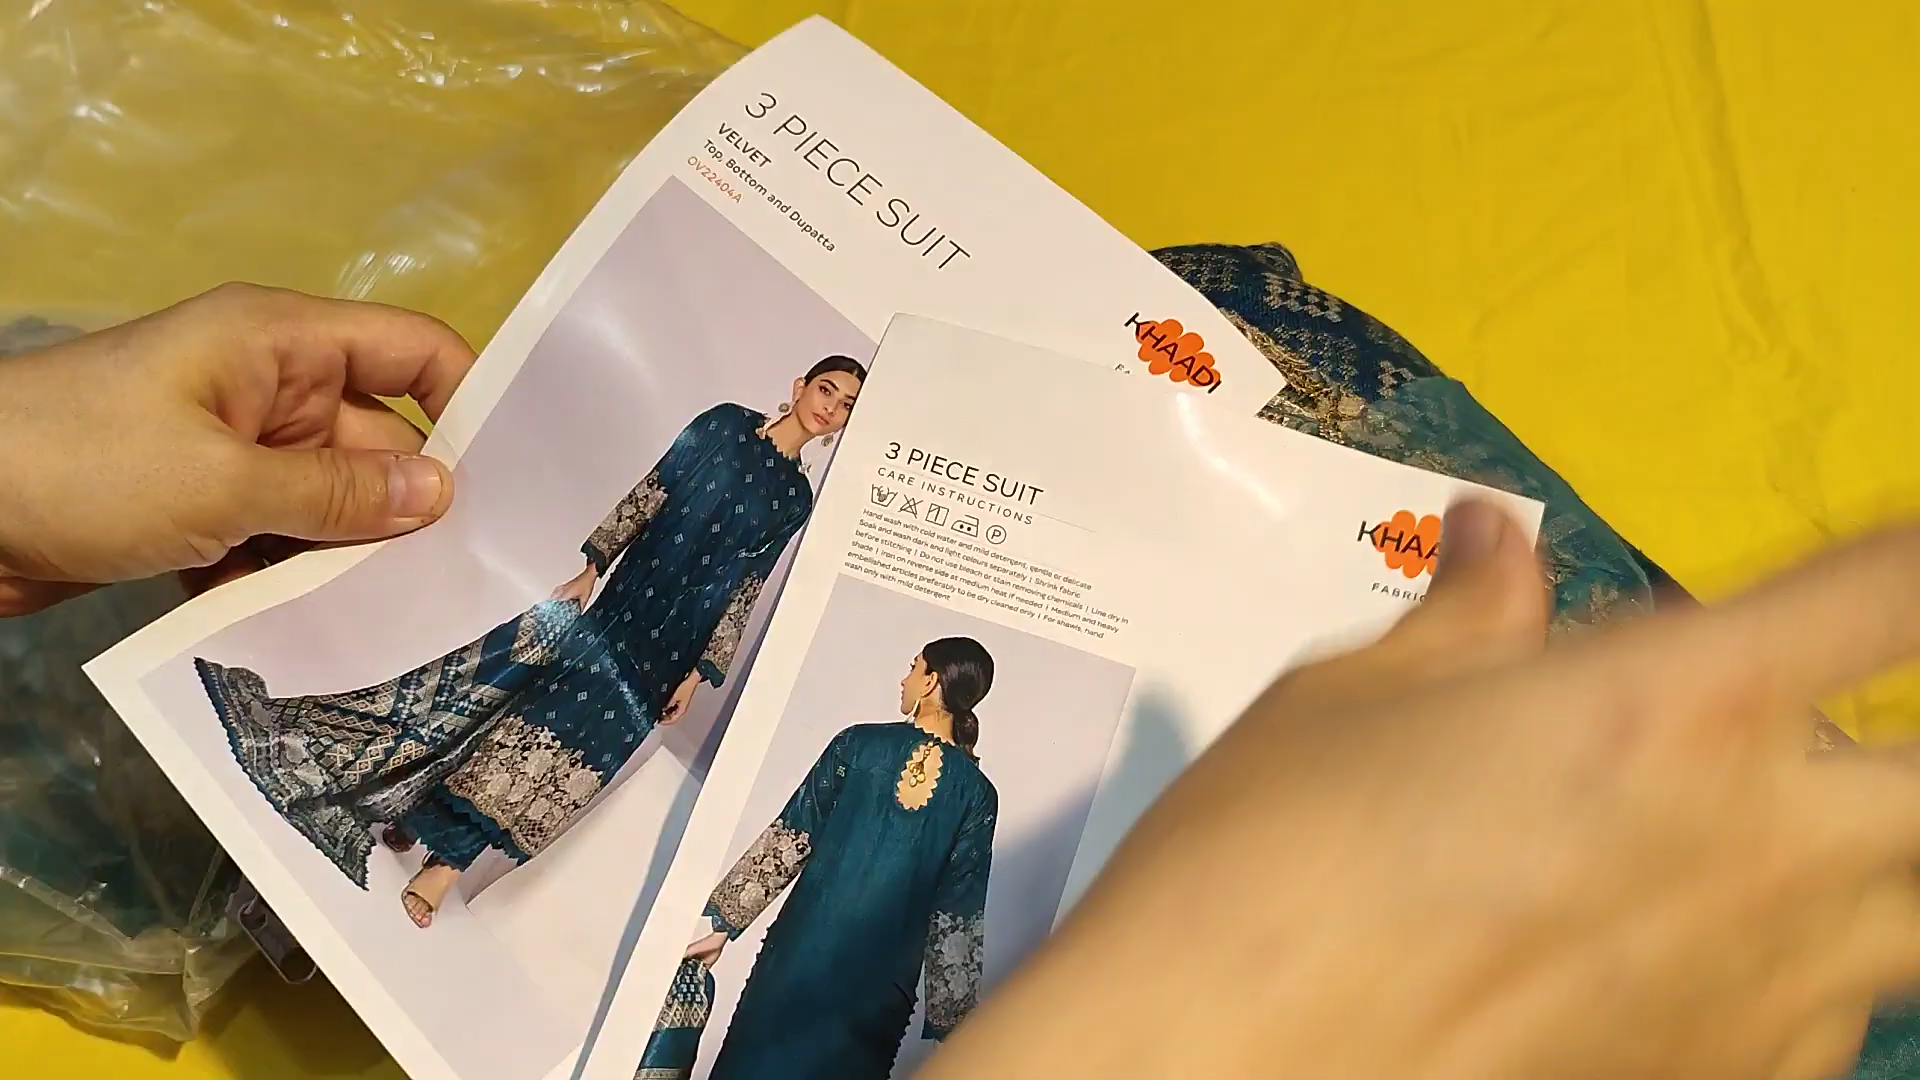 3 PIECE SUIT
VELVET
Top, Bottom and Dupatta
OV22404A
KHAADI
3 PIECE SUIT
CARE INSTRUCTIONS
P
Hand wash with cold water and mild detergents, gentle or delicate
Soak and wash dark and light colours separately | Shrink fabric
before stitching | Do not use bleach or stain removing chemicals | Line dry in
shade | Iron on reverse side at medium heat if needed | Medium and heavy
embellished articles preferably to be dry cleaned only | For shawls, hand
wash only with mild detergent
KHAA
FABRIC